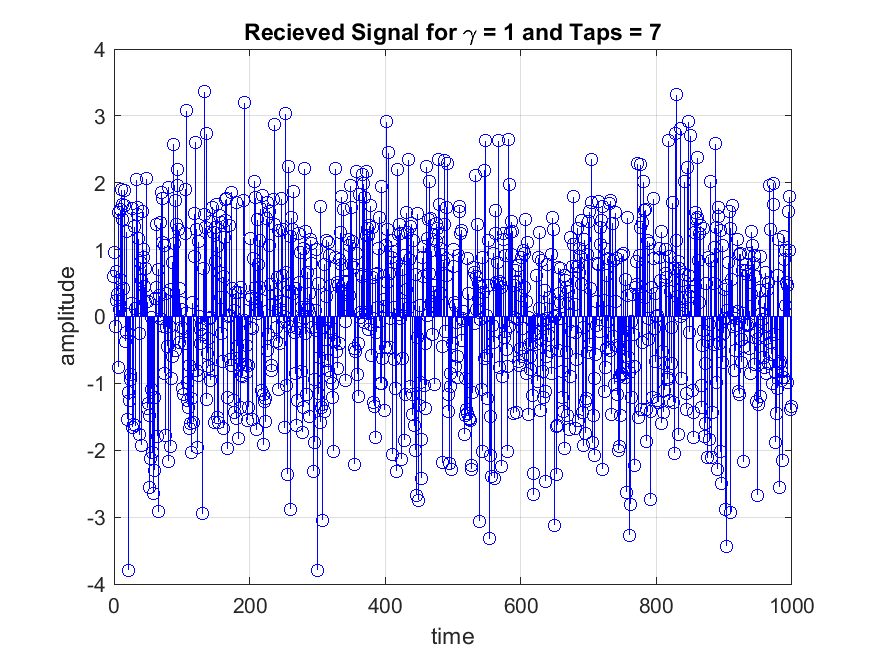 Recieved Signal for γ = 1 and Taps = 7
4
3
2
1
0
-1
-2
-3
-4
amplitude
0 200 400 600 800 1000
time